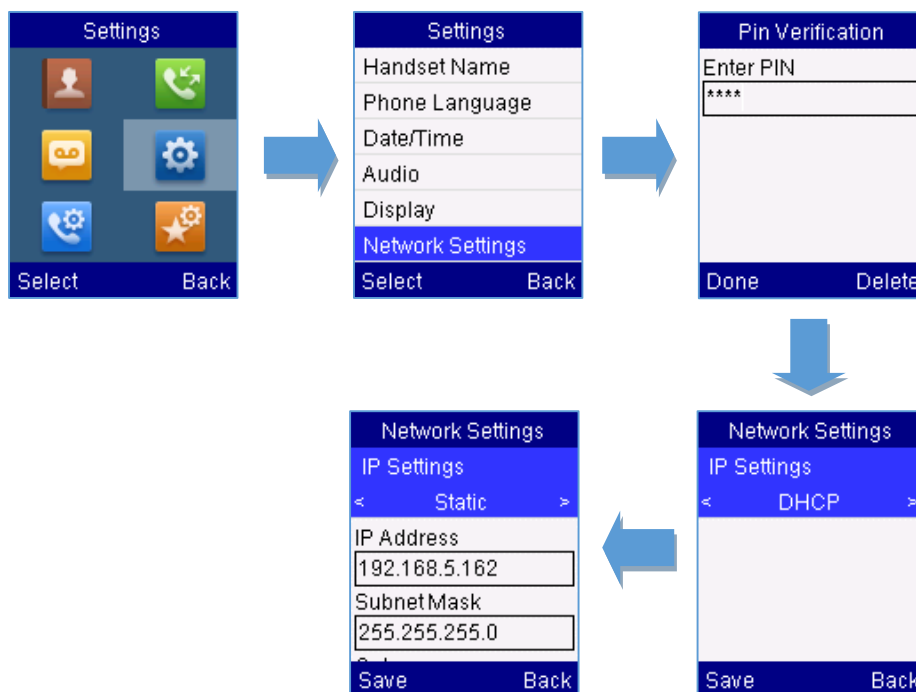 Settings
Select Back
Settings
Handset Name
Phone Language
Date/Time
Audio
Display
Network Settings
Select Back
Pin Verification
Enter PIN
****
Done Delete
Network Settings
IP Settings
< DHCP >
Save Back
Network Settings
IP Settings
< Static >
IP Address
192.168.5.162
Subnet Mask
255.255.255.0
Save Back